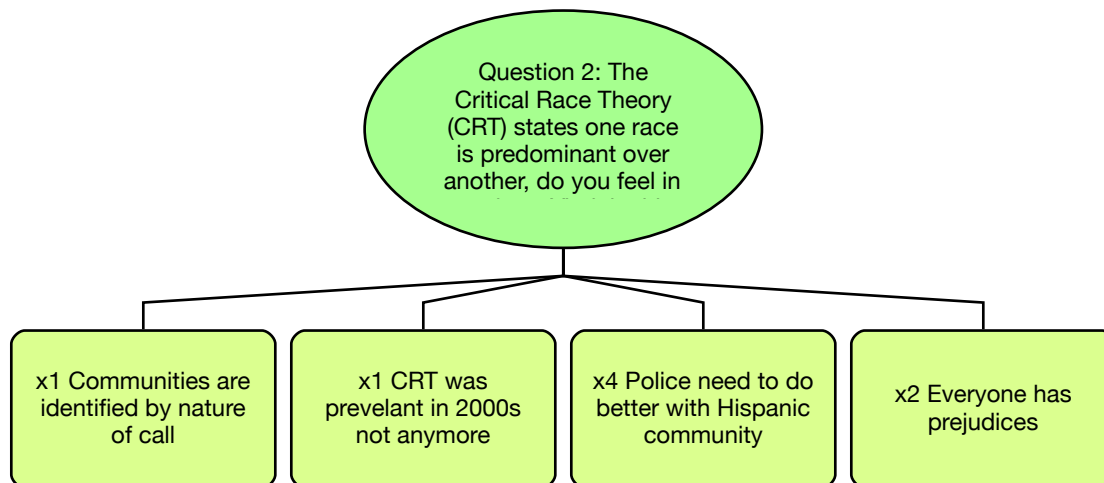 Question 2: The
Critical Race Theory
(CRT) states one race
is predominant over
another, do you feel in
x1 Communities are
identified by nature
of call
x1 CRT was
prevelant in 2000s
not anymore
x4 Police need to do
better with Hispanic
community
x2 Everyone has
prejudices